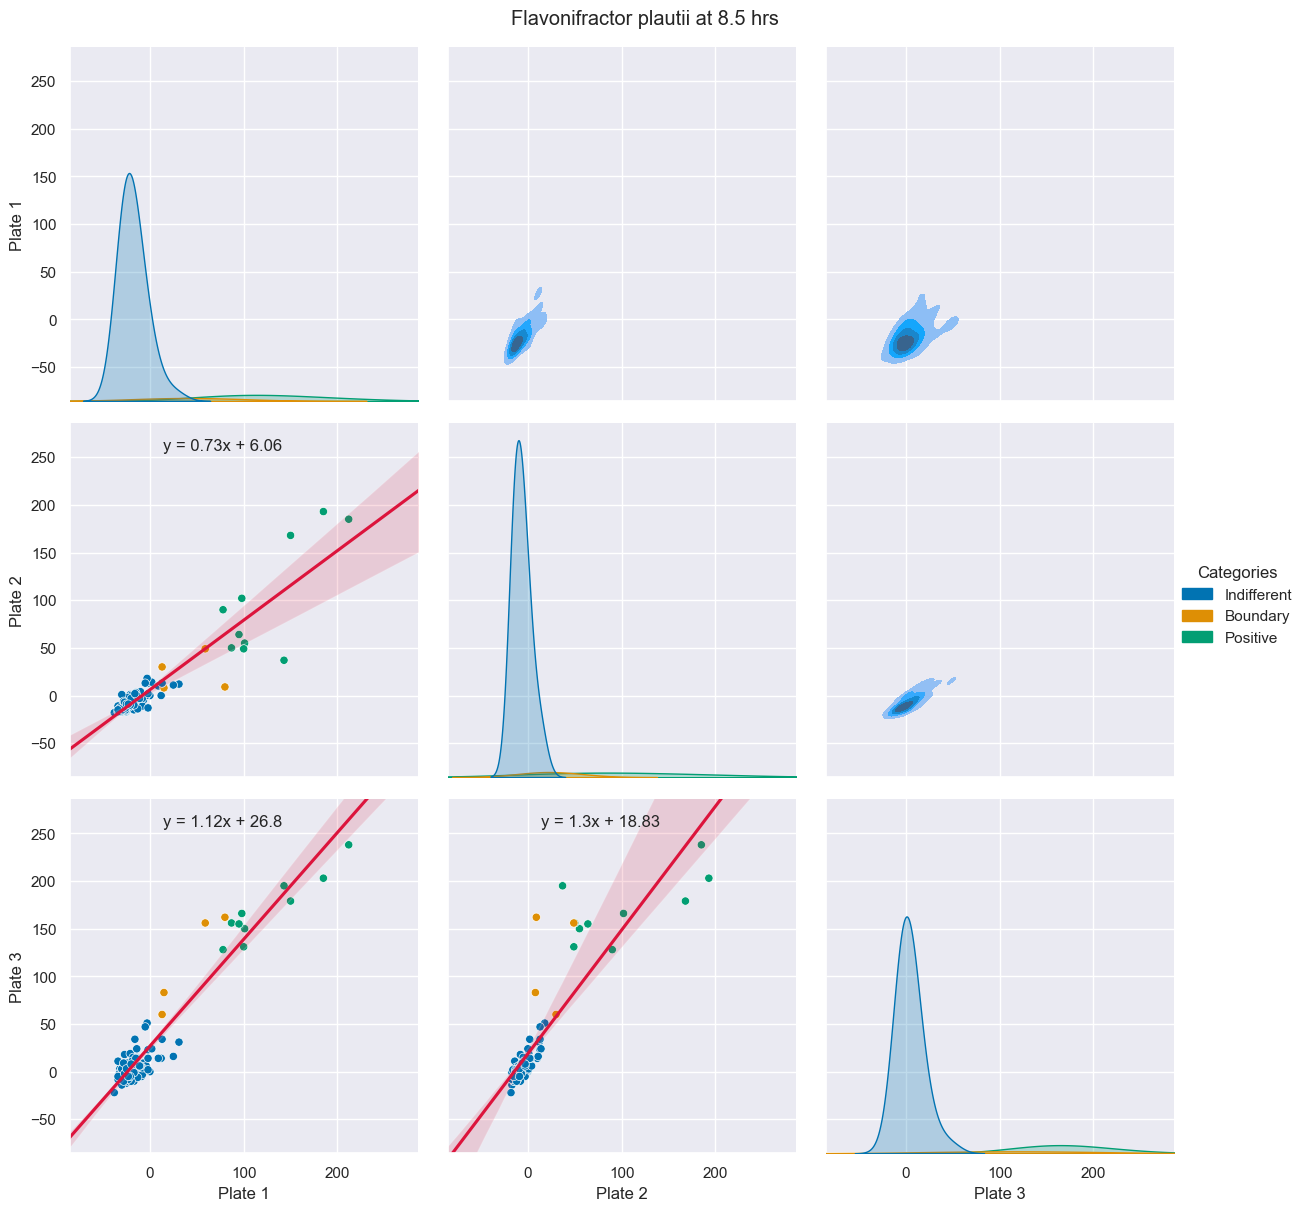 Flavonifractor plautii at 8.5 hrs
250
200
150
100
50
0
−50
Plate 1
y = 0.73x + 6.06
250
200
150
100
50
0
−50
Plate 2
Categories
Indifferent
Boundary
Positive
y = 1.12x + 26.8
y = 1.3x + 18.83
250
200
150
100
50
0
−50
Plate 3
0 100 200
0 100 200
0 100 200
Plate 1
Plate 2
Plate 3